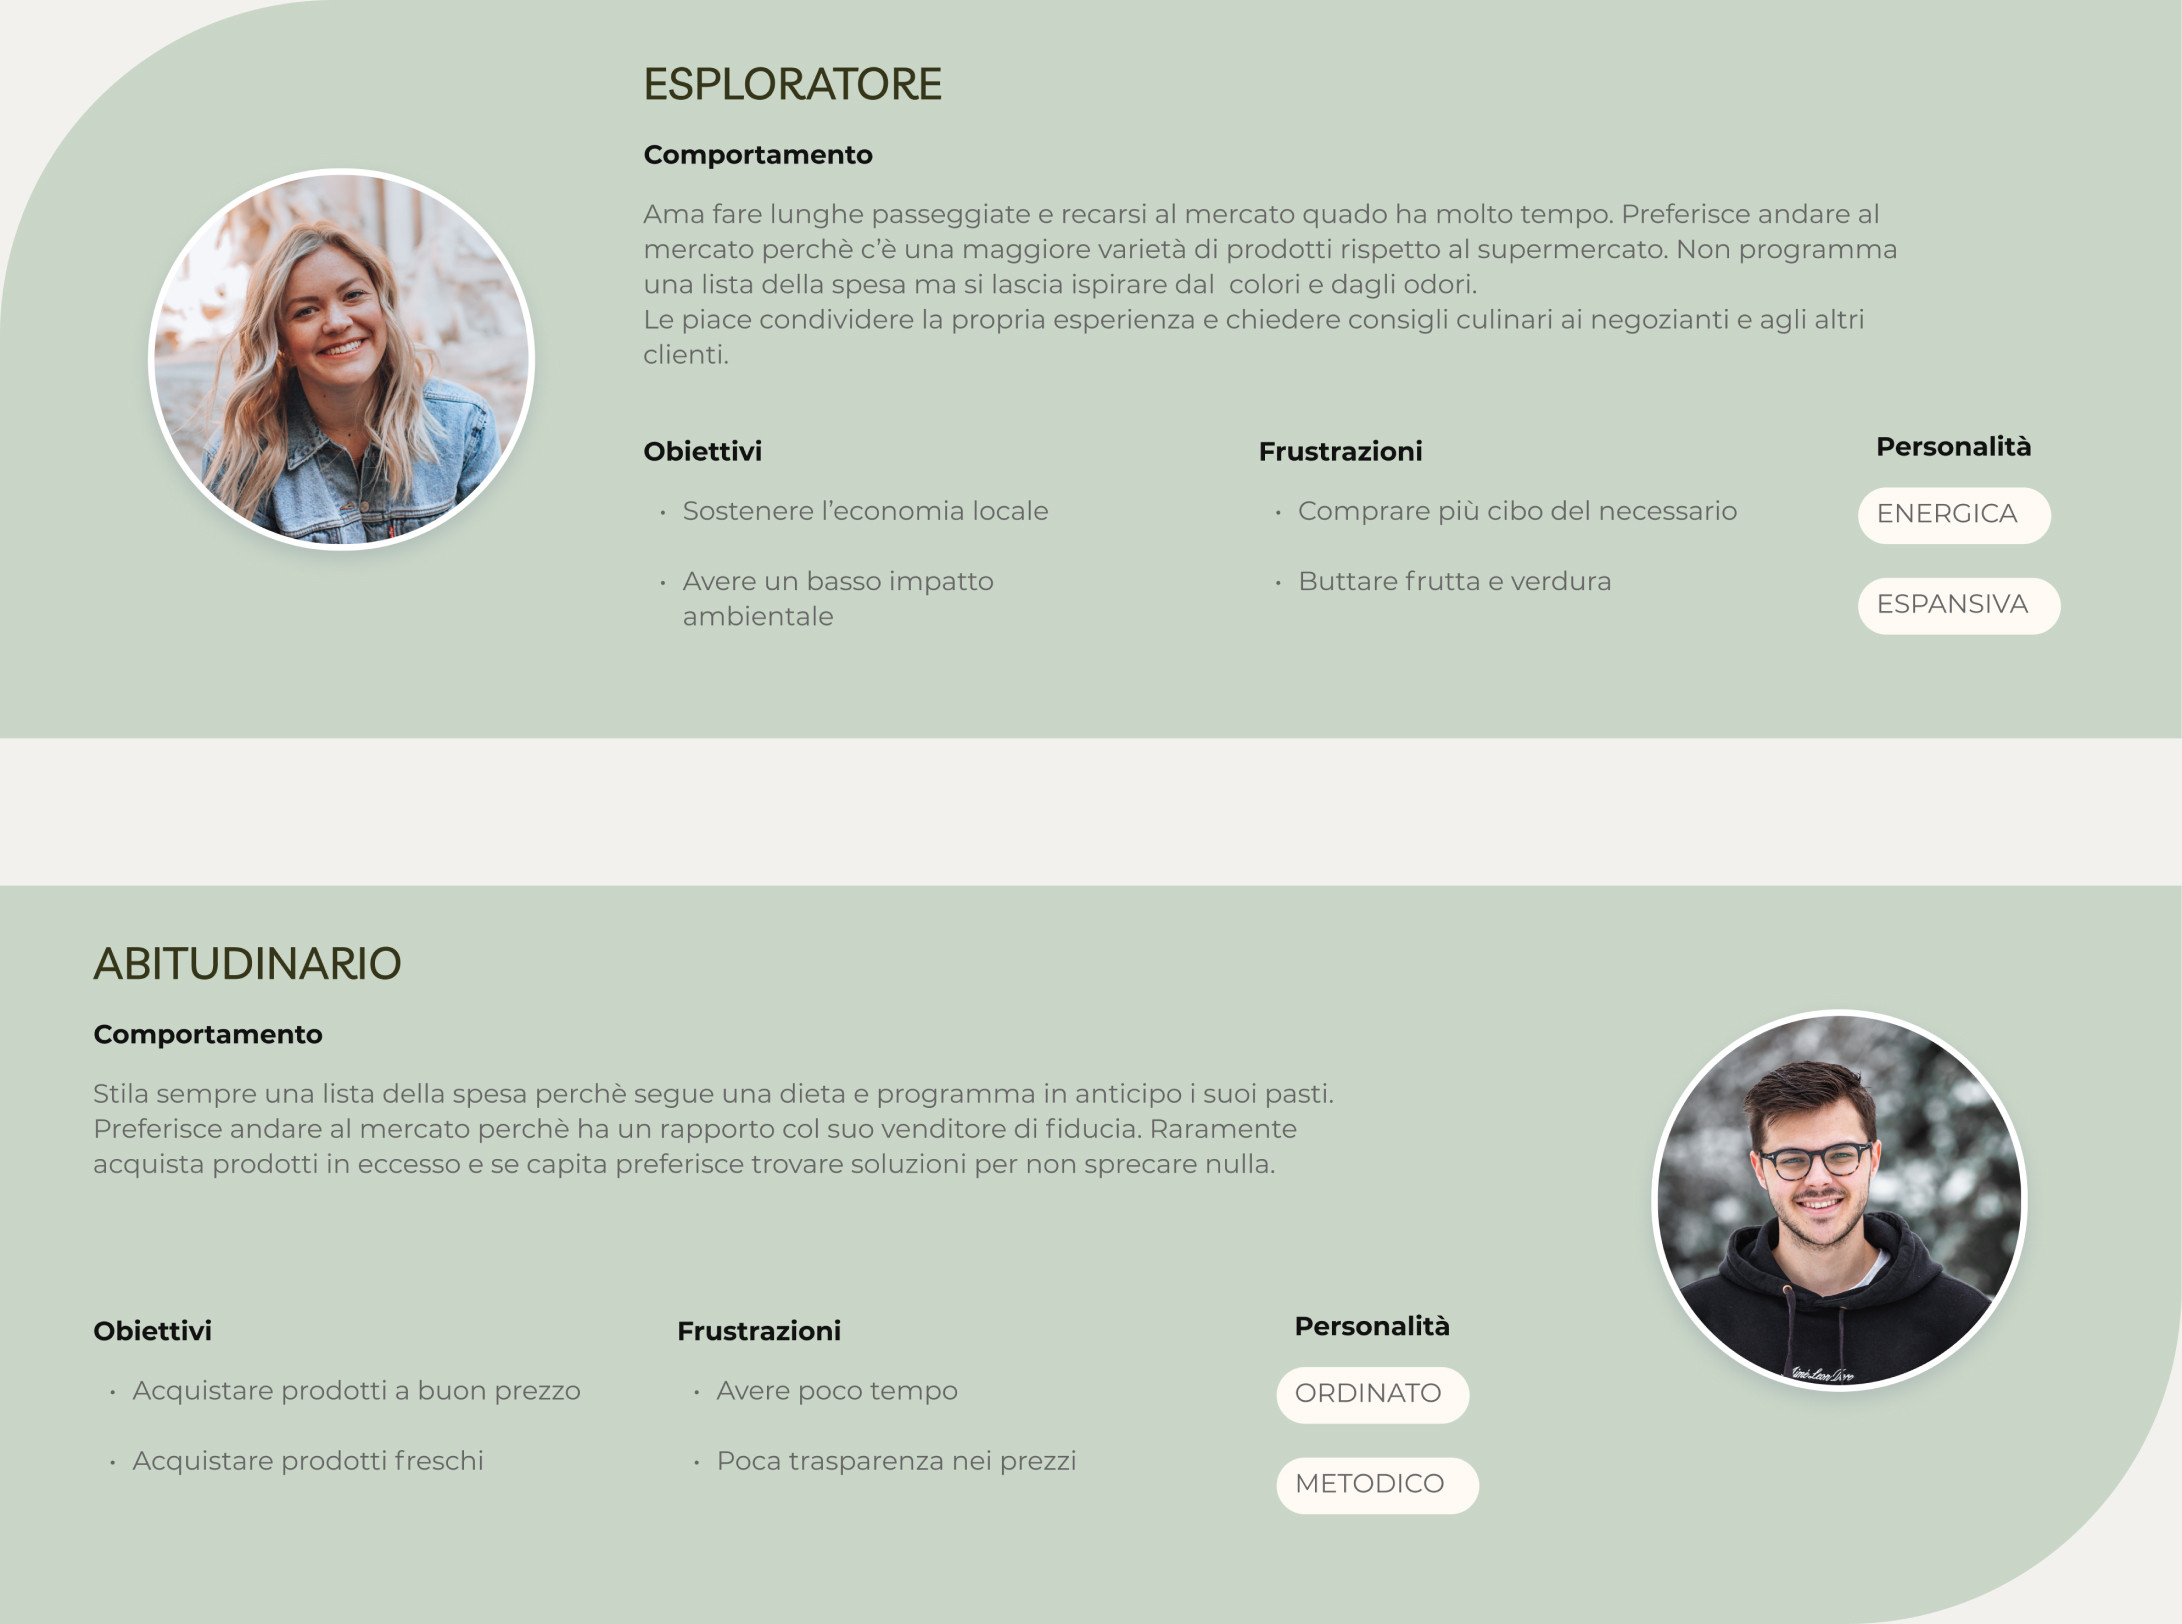 ESPLORATORE
Comportamento
Ama fare lunghe passeggiate e recarsi al mercato quado ha molto tempo. Preferisce andare al
mercato perchè c’è una maggiore varietà di prodotti rispetto al supermercato. Non programma
una lista della spesa ma si lascia ispirare dal  colori e dagli odori.
Le piace condividere la propria esperienza e chiedere consigli culinari ai negozianti e agli altri
clienti.
Obiettivi
• Sostenere l’economia locale
• Avere un basso impatto
ambientale
Frustrazioni
• Comprare più cibo del necessario
• Buttare frutta e verdura
Personalità
ENERGICA
ESPANSIVA
ABITUDINARIO
Comportamento
Stila sempre una lista della spesa perchè segue una dieta e programma in anticipo i suoi pasti.
Preferisce andare al mercato perchè ha un rapporto col suo venditore di fiducia. Raramente
acquista prodotti in eccesso e se capita preferisce trovare soluzioni per non sprecare nulla.
Obiettivi
• Acquistare prodotti a buon prezzo
• Acquistare prodotti freschi
Frustrazioni
• Avere poco tempo
• Poca trasparenza nei prezzi
Personalità
ORDINATO
METODICO